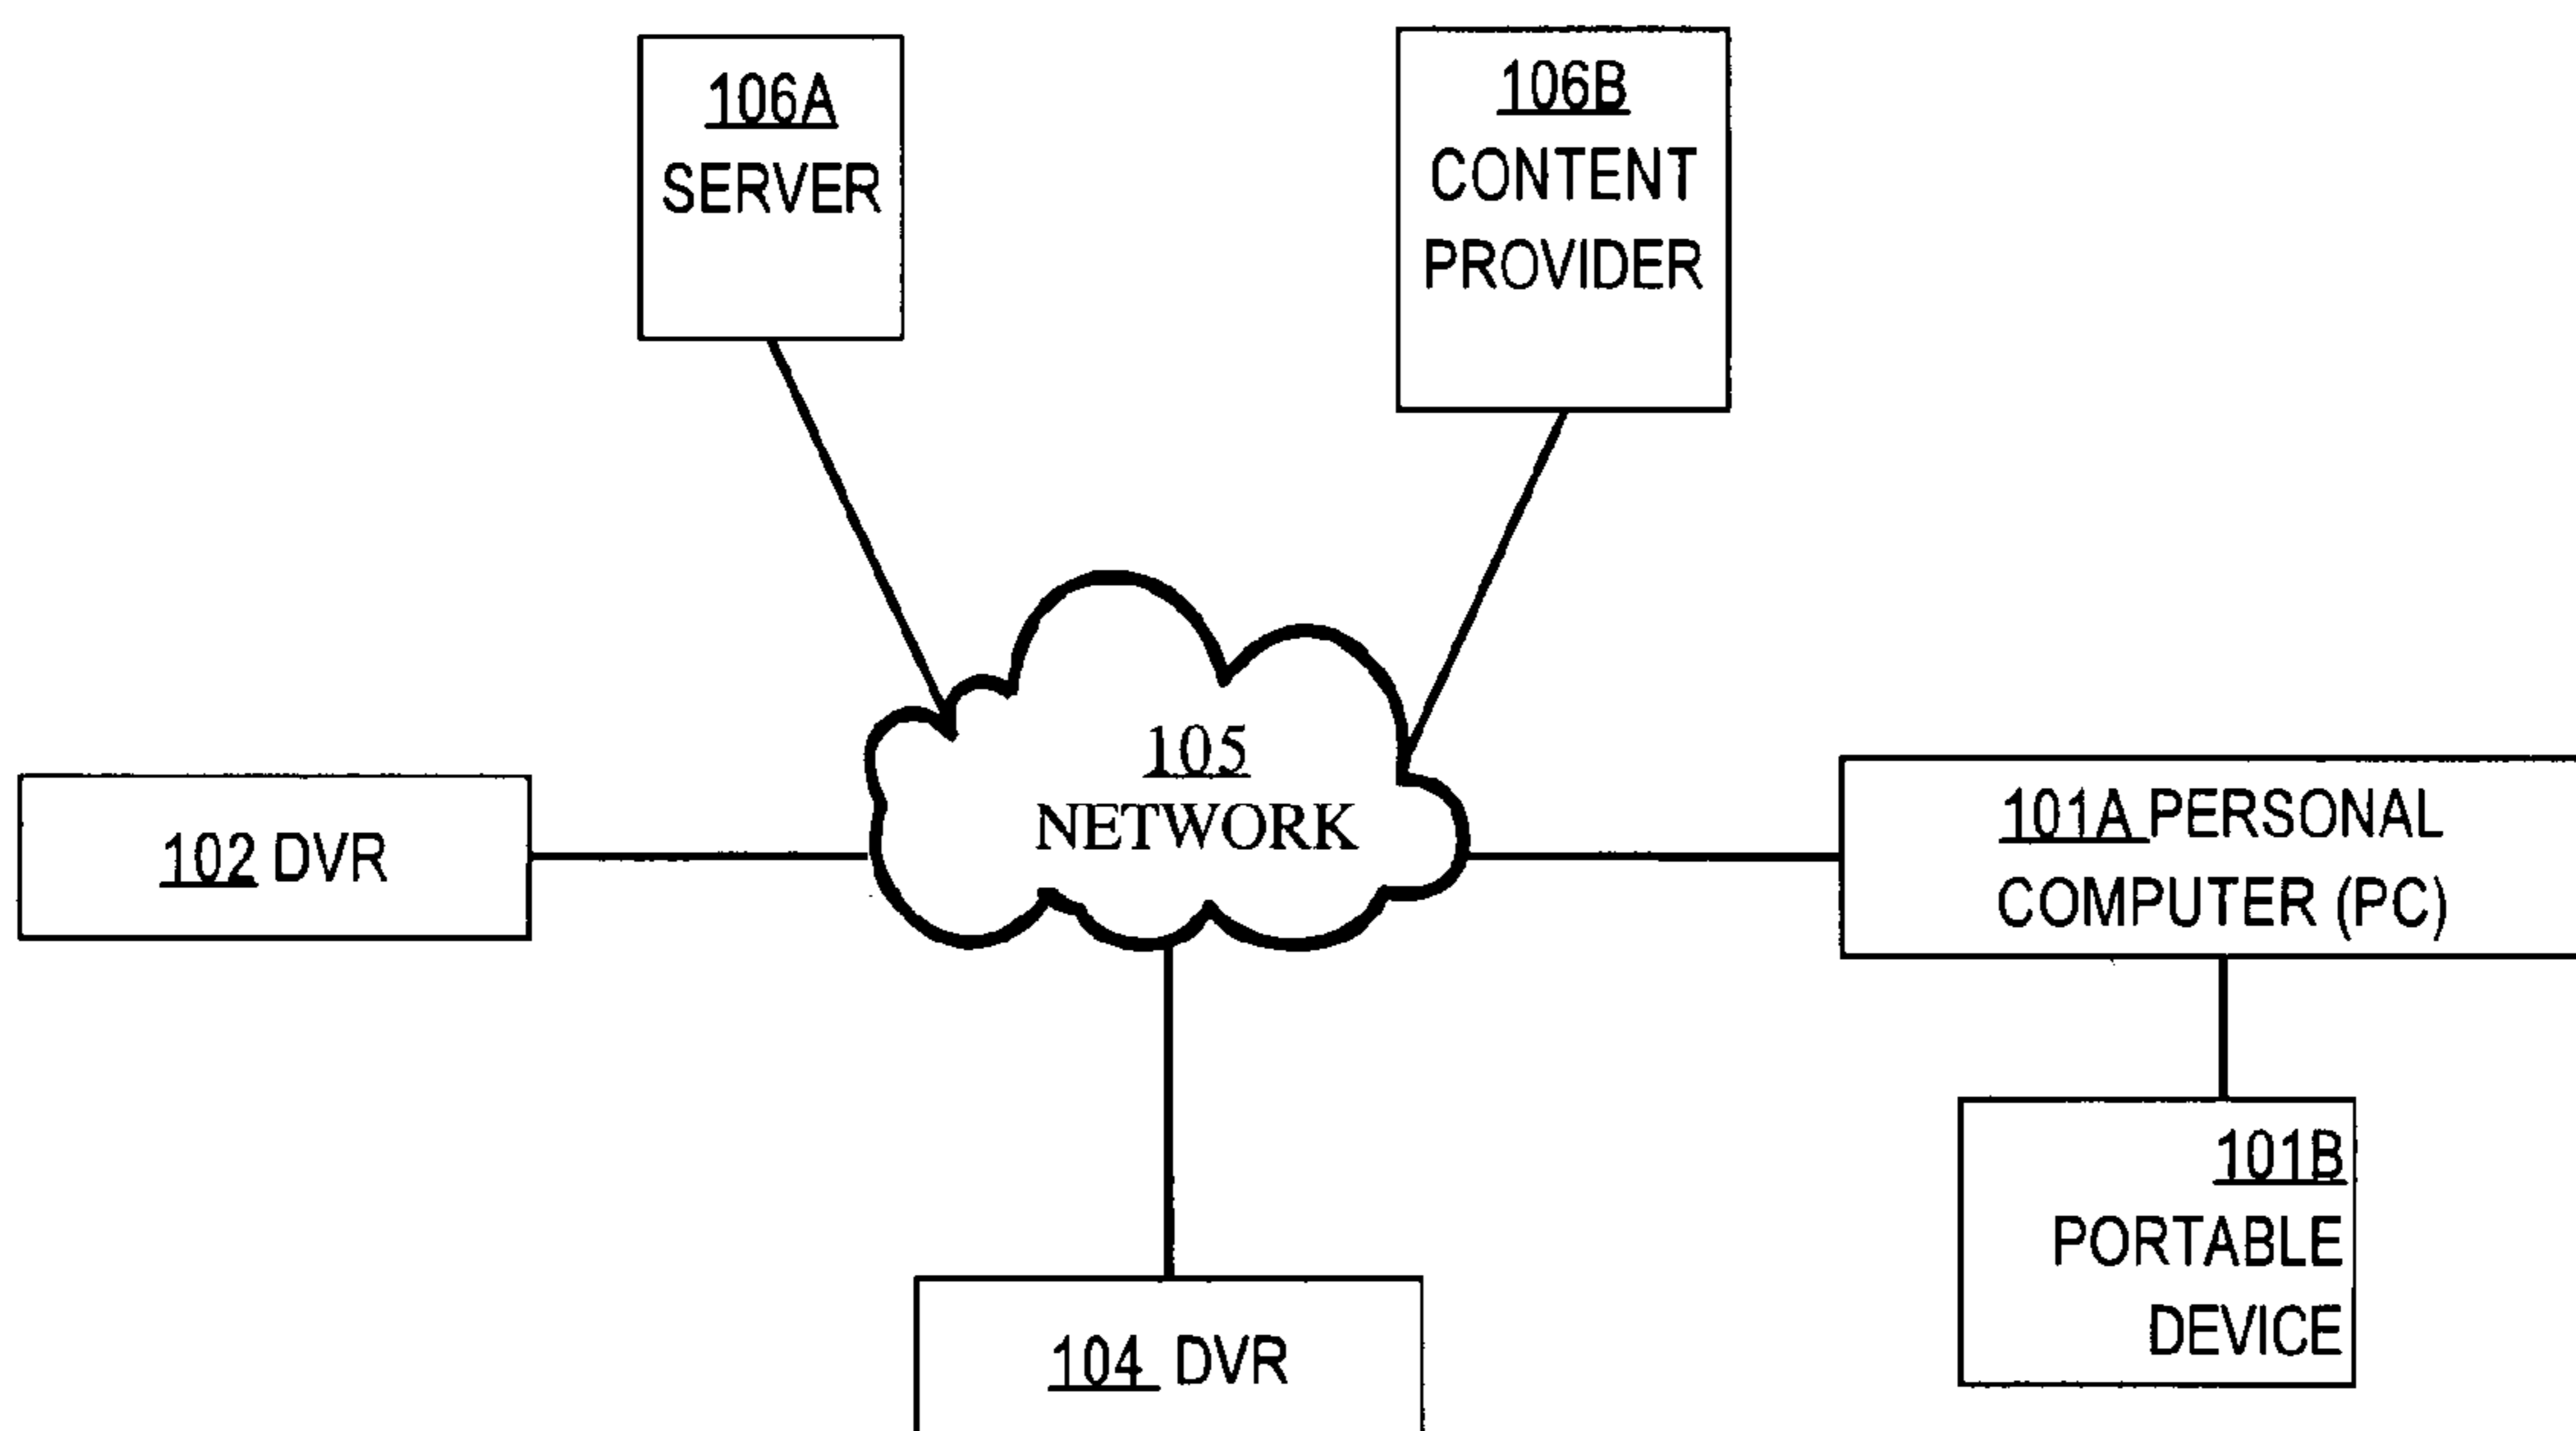 106A
SERVER
106B
CONTENT
PROVIDER
105
NETWORK
102 DVR
101A PERSONAL
COMPUTER (PC)
101B
PORTABLE
DEVICE
104 DVR